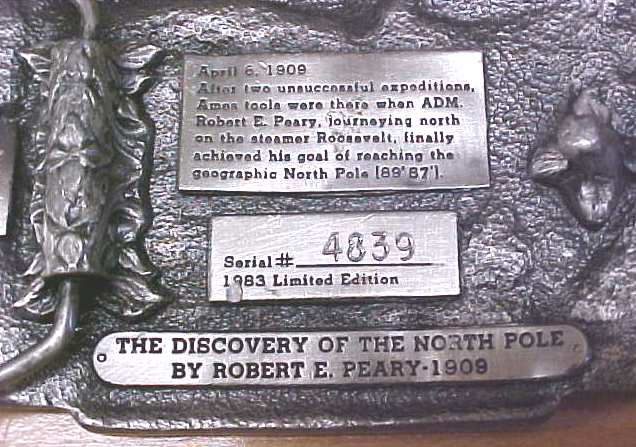 April 6, 1909
After two unsuccessful expeditions,
Ames tools were there when ADM.
Robert E. Peary, journeying north
on the steamer Roosevelt, finally
achieved his goal of reaching the
geographic North Pole (89° 87').
Serial# 4839
1983 Limited Edition
THE DISCOVERY OF THE NORTH POLE
BY ROBERT E. PEARY-1909